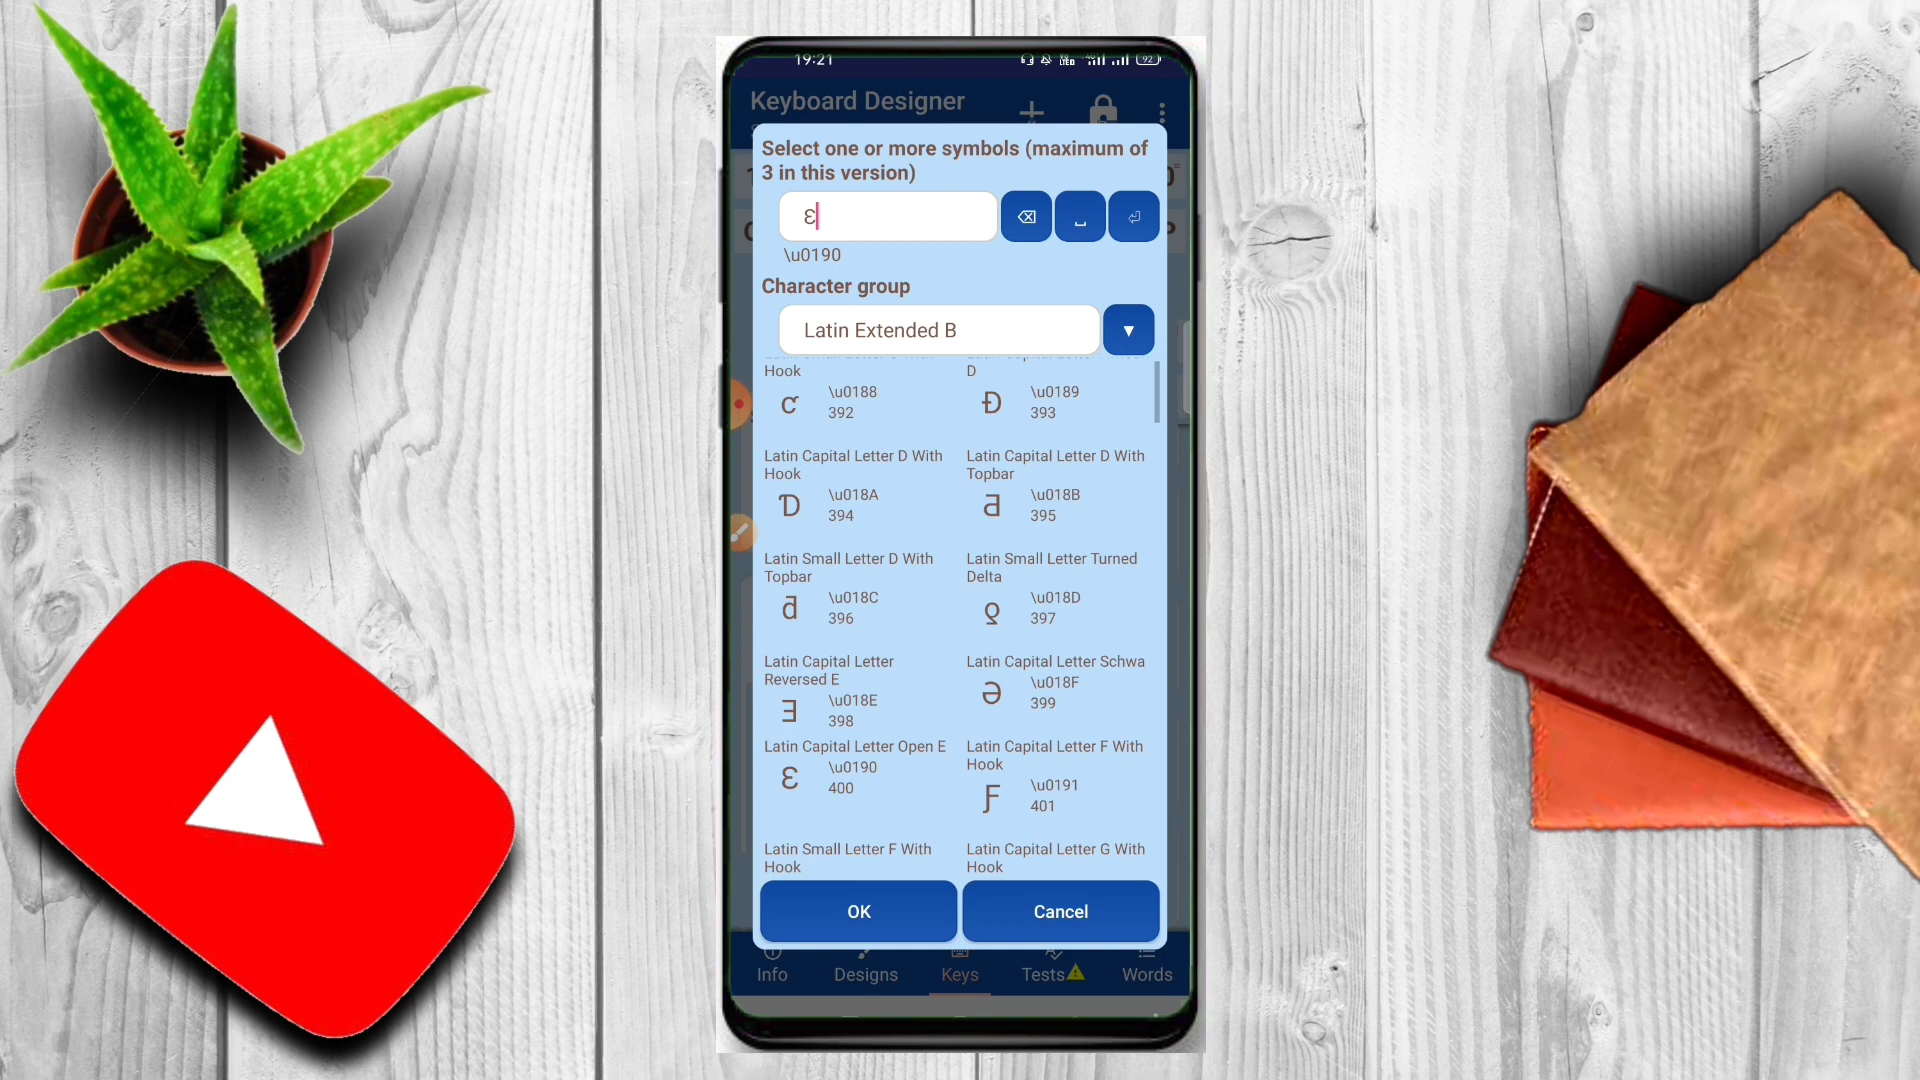 19:21
92
Keyboard Designer
Select one or more symbols (maximum of
3 in this version)
Ɛ
\u0190
Character group
Latin Extended B
Hook
D
ƈ
\u0188
392
Ɖ
\u0189
393
Latin Capital Letter D With
Hook
Ɗ
\u018A
394
Latin Capital Letter D With
Topbar
Ƌ
\u018B
395
Latin Small Letter D With
Topbar
ƌ
\u018C
396
Latin Small Letter Turned
Delta
ƍ
\u018D
397
Latin Capital Letter
Reversed E
Ǝ
\u018E
398
Latin Capital Letter Schwa
Ə
\u018F
399
Latin Capital Letter Open E
Ɛ
\u0190
400
Latin Capital Letter F With
Hook
Ƒ
\u0191
401
Latin Small Letter F With
Hook
Latin Capital Letter G With
Hook
OK
Cancel
Info
Designs
Keys
Tests
Words